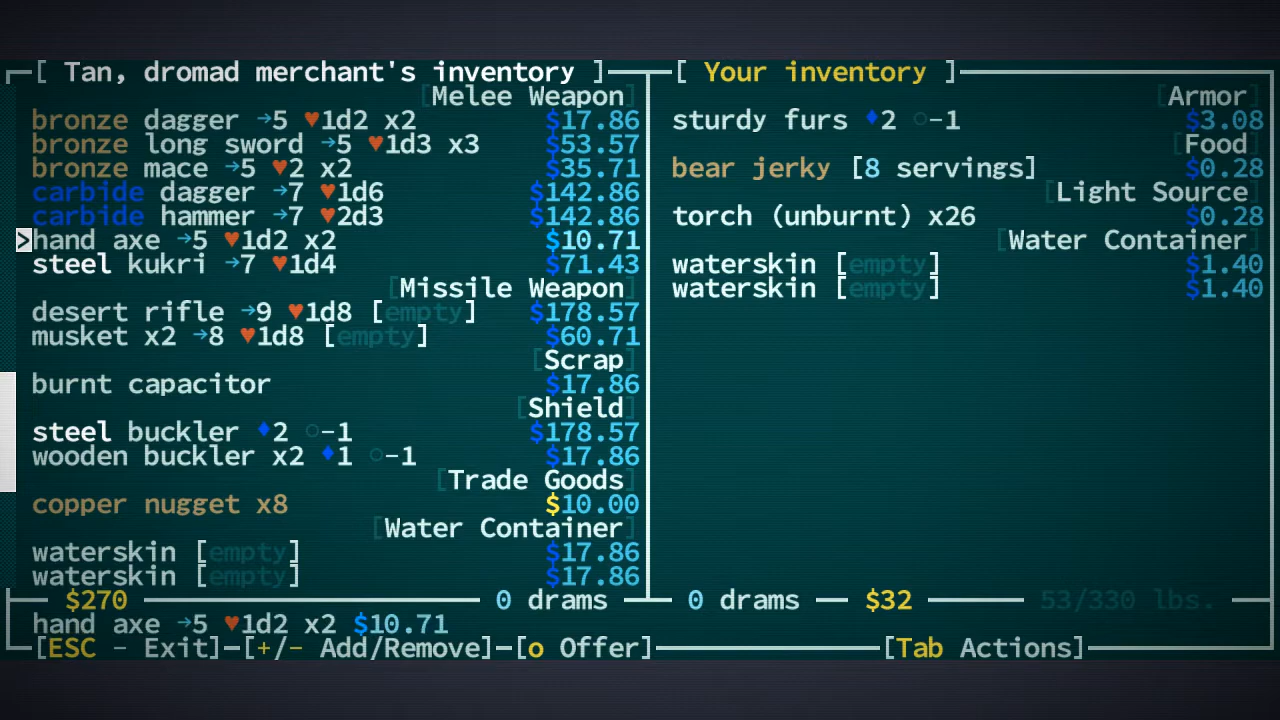 [ Tan, dromad merchant's inventory ]
[Melee Weapon]
bronze dagger →5 ♥1d2 x2 $17.86
bronze long sword →5 ♥1d3 x3 $53.57
bronze mace →5 ♥2 x2 $35.71
carbide dagger →7 ♥1d6 $142.86
carbide hammer →7 ♥2d3 $142.86
>hand axe →5 ♥1d2 x2 $10.71
steel kukri →7 ♥1d4 $71.43
[Missile Weapon]
desert rifle →9 ♥1d8 [empty] $178.57
musket x2 →8 ♥1d8 [empty] $60.71
[Scrap]
burnt capacitor $17.86
[Shield]
steel buckler ♦2 ○-1 $178.57
wooden buckler x2 ♦1 ○-1 $17.86
[Trade Goods]
copper nugget x8 $10.00
[Water Container]
waterskin [empty] $17.86
waterskin [empty] $17.86
[ Your inventory ]
[Armor]
sturdy furs ♦2 ○-1 $3.08
[Food]
bear jerky [8 servings] $0.28
[Light Source]
torch (unburnt) x26 $0.28
[Water Container]
waterskin [empty] $1.40
waterskin [empty] $1.40
$270 0 drams 0 drams $32 53/330 lbs.
hand axe →5 ♥1d2 x2 $10.71
[ESC - Exit] [+/- Add/Remove] [o Offer] [Tab Actions]